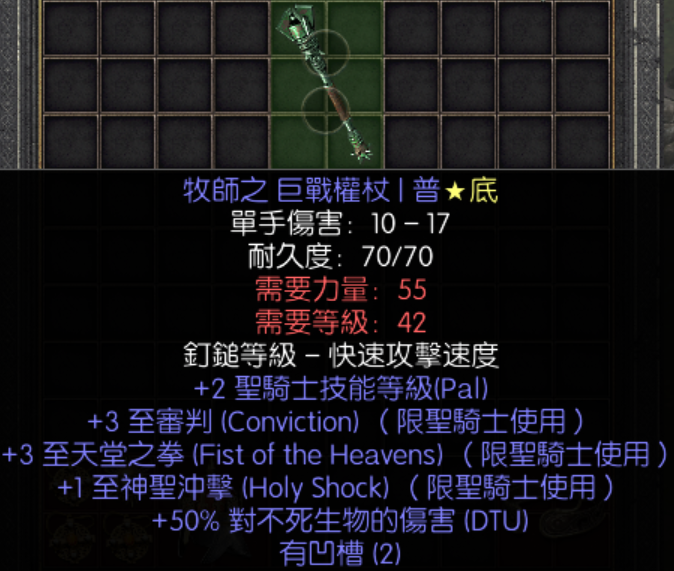 牧師之 巨戰權杖 | 普★底
單手傷害: 10 – 17
耐久度: 70/70
需要力量: 55
需要等級: 42
釘鎚等級 – 快速攻擊速度
+2 聖騎士技能等級(Pal)
+3 至審判 (Conviction) （限聖騎士使用）
+3 至天堂之拳 (Fist of the Heavens) （限聖騎士使用）
+1 至神聖沖擊 (Holy Shock) （限聖騎士使用）
+50% 對不死生物的傷害 (DTU)
有凹槽 (2)